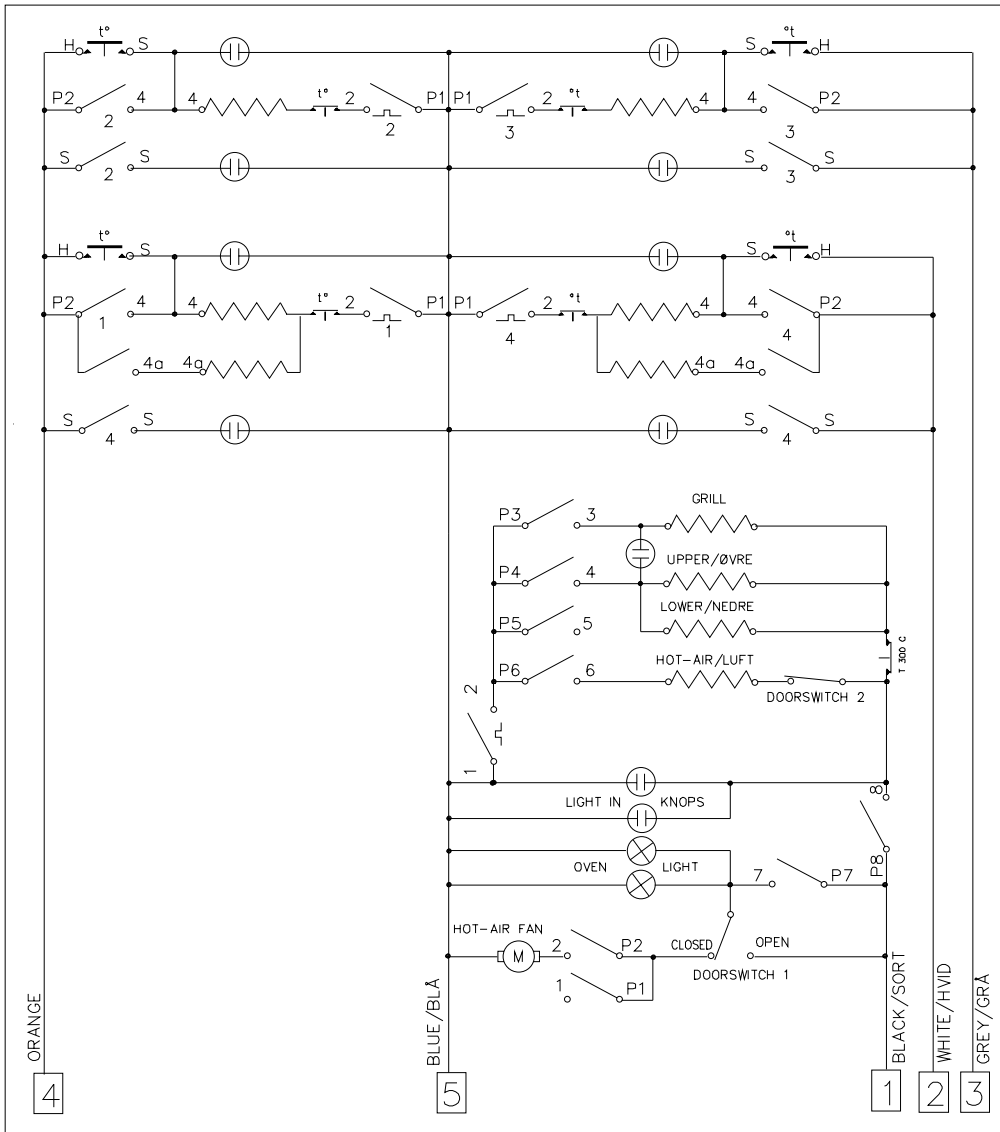 t° °t
H S S H
P2 4 4 2 P1 P1 2 4 4 P2
2 2 3 3
S S S S
2 3
t° °t
H S S H
P2 4 4 t° 2 P1 P1 2 °t 4 4 P2
1 1 4 4
4a 4a 4a 4a
S S S S
4 4
GRILL
P3 3
UPPER/ØVRE
P4 4
LOWER/NEDRE
P5 5
HOT-AIR/LUFT
T 300 C
P6 6
DOORSWITCH 2
2
1
8
LIGHT IN KNOPS
P8
OVEN LIGHT
7 P7
HOT-AIR FAN
M 2 P2 CLOSED OPEN
DOORSWITCH 1
1 P1
ORANGE
BLUE/BLÅ
BLACK/SORT
WHITE/HVID
GREY/GRÅ
4 5 1 2 3